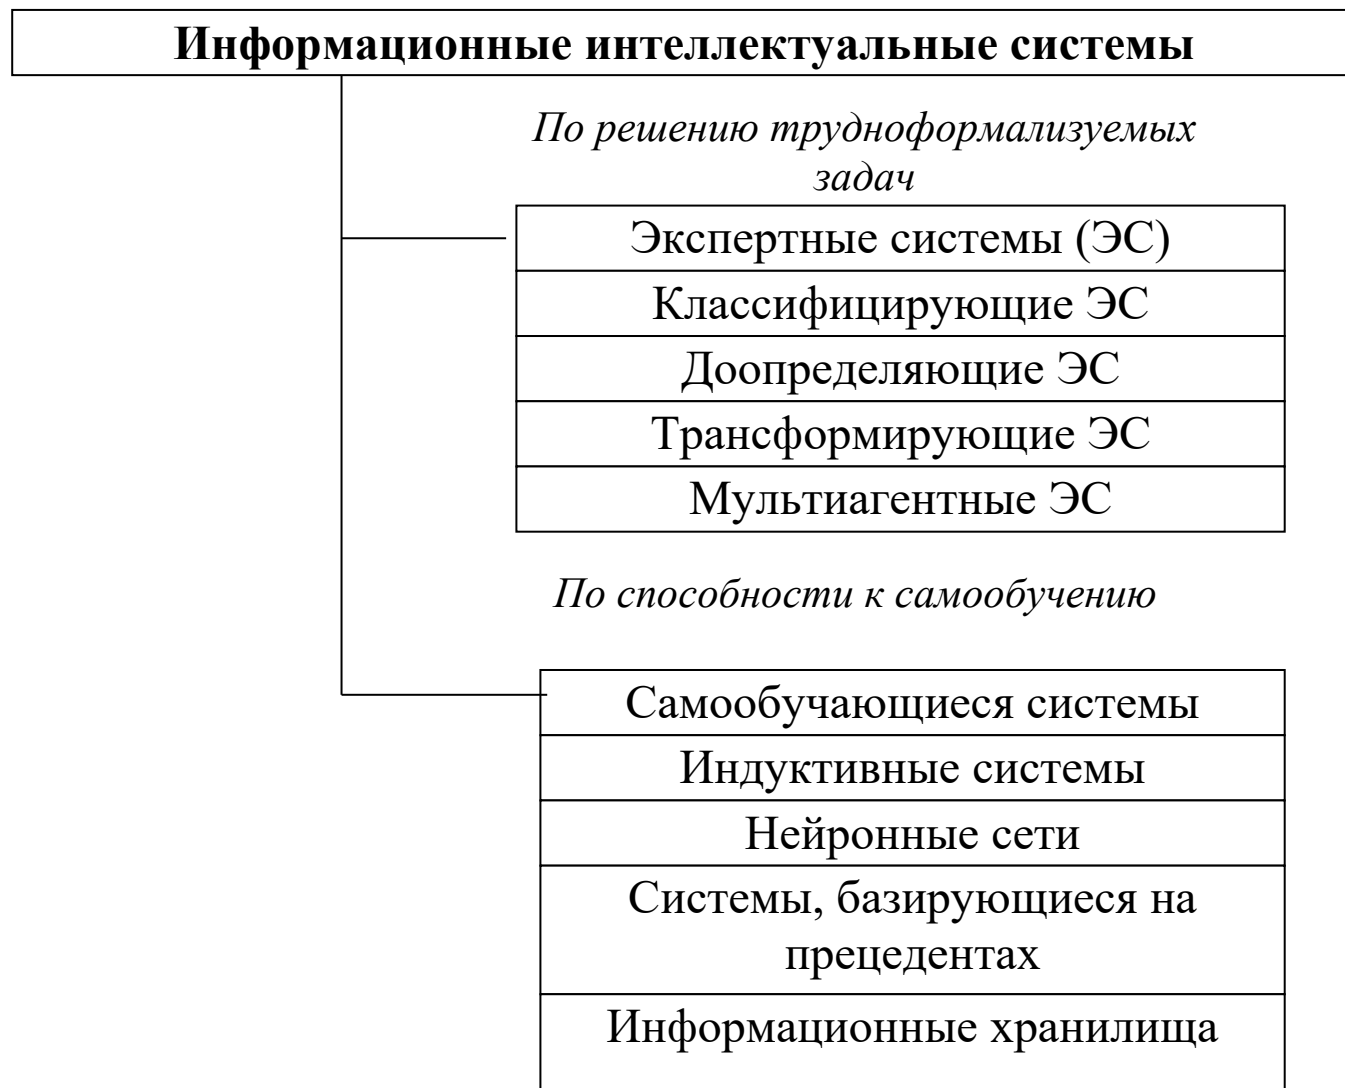 Информационные интеллектуальные системы
По решению трудноформализуемых
задач
Экспертные системы (ЭС)
Классифицирующие ЭС
Доопределяющие ЭС
Трансформирующие ЭС
Мультиагентные ЭС
По способности к самообучению
Самообучающиеся системы
Индуктивные системы
Нейронные сети
Системы, базирующиеся на
прецедентах
Информационные хранилища